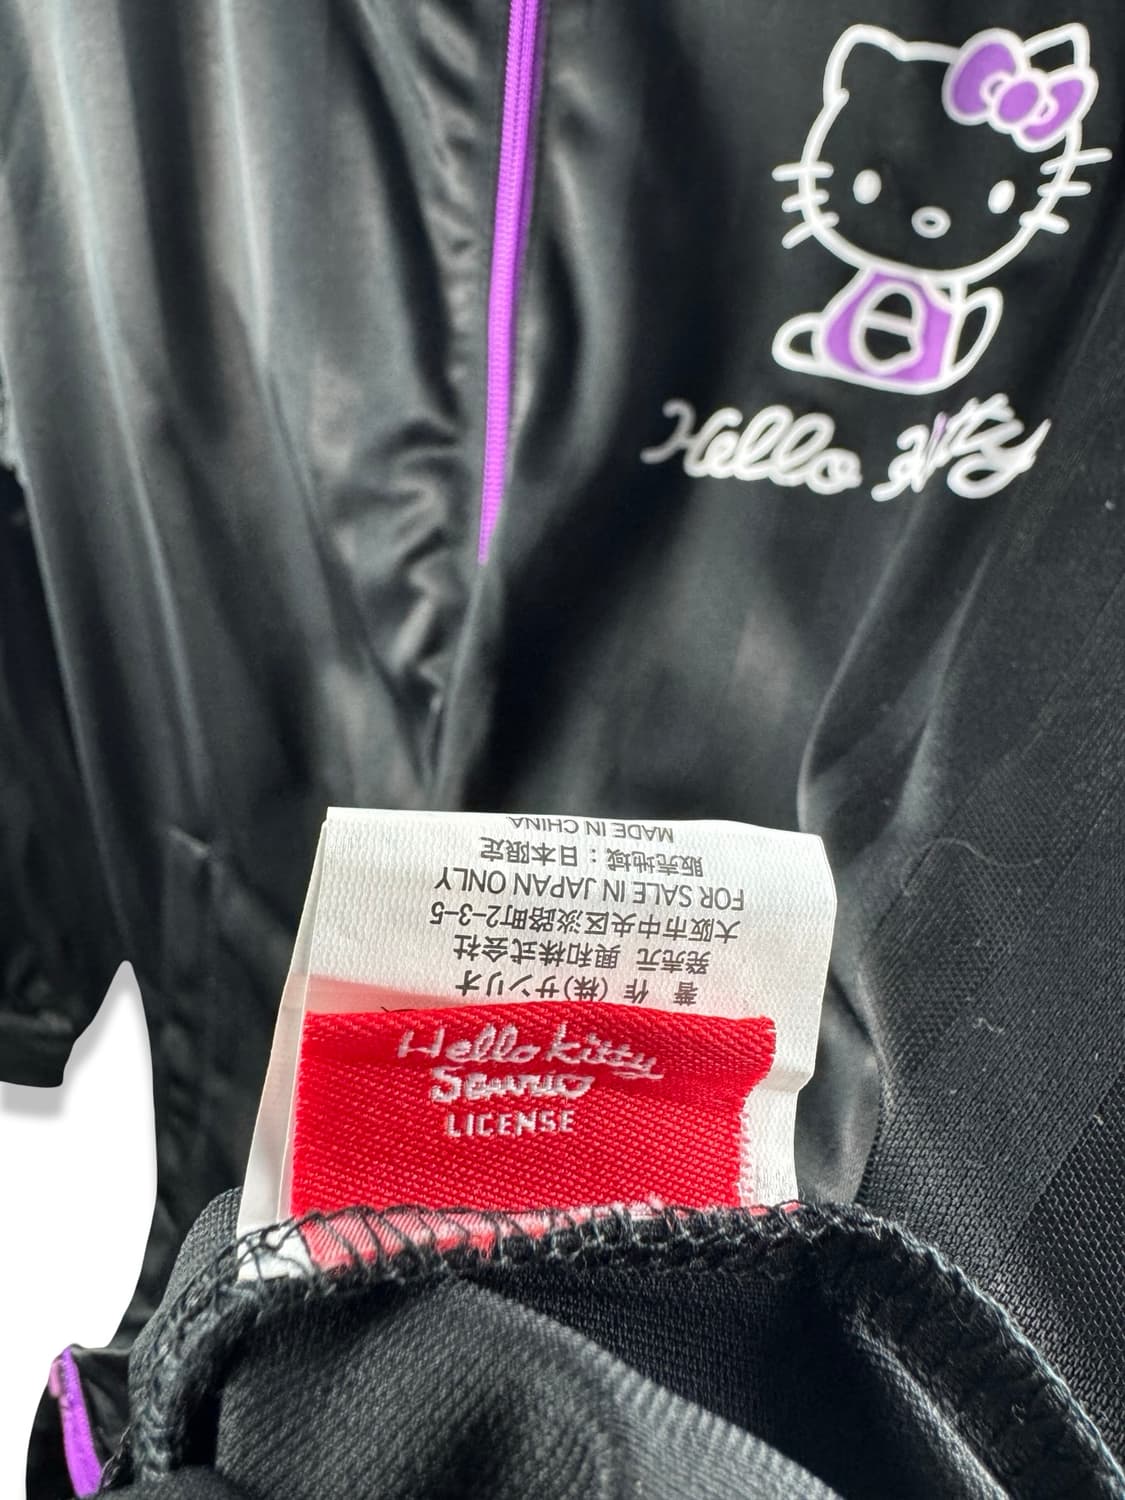 Hello Kitty
著 作 (株)サンリオ
発売元 興和株式会社
大阪市中央区淡路町2-3-5
FOR SALE IN JAPAN ONLY
販売地域：日本限定
MADE IN CHINA
Hello Kitty
Sanrio
LICENSE